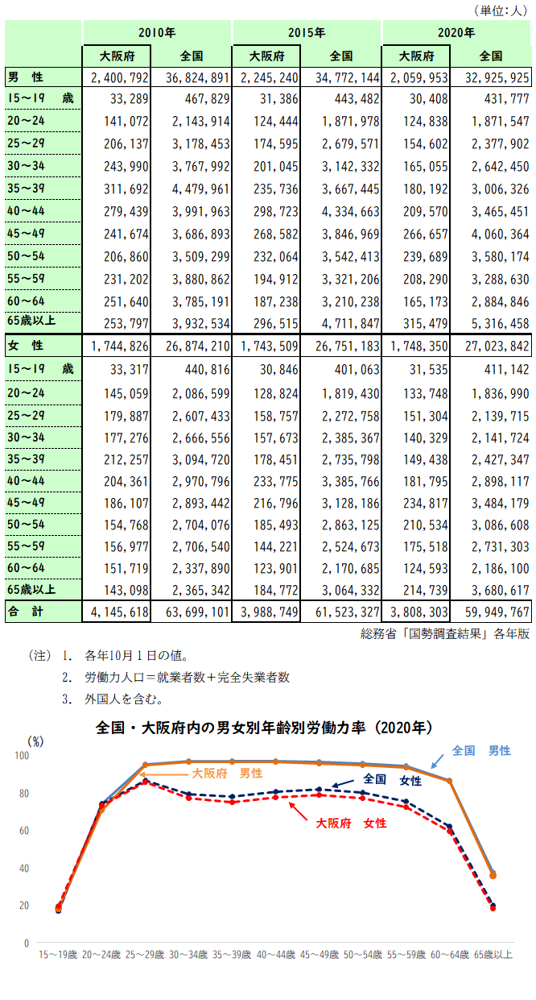 （単位：人）
2010年 2015年 2020年
大阪府 全国 大阪府 全国 大阪府 全国
男 性 2,400,792 36,824,891 2,245,240 34,772,144 2,059,953 32,925,925
15～19 歳 33,289 467,829 31,386 443,482 30,408 431,777
20～24 141,072 2,143,914 124,444 1,871,978 124,838 1,871,547
25～29 206,137 3,178,453 174,595 2,679,571 154,602 2,377,902
30～34 243,990 3,767,992 201,045 3,142,332 165,055 2,642,450
35～39 311,692 4,479,961 235,736 3,667,445 180,192 3,006,326
40～44 279,439 3,991,963 298,723 4,334,663 209,570 3,465,451
45～49 241,674 3,686,893 268,582 3,846,969 266,657 4,060,364
50～54 206,860 3,509,299 232,064 3,542,413 239,689 3,580,174
55～59 231,202 3,880,862 194,912 3,321,206 208,290 3,288,630
60～64 251,640 3,785,191 187,238 3,210,238 165,173 2,884,846
65歳以上 253,797 3,932,534 296,515 4,711,847 315,479 5,316,458
女 性 1,744,826 26,874,210 1,743,509 26,751,183 1,748,350 27,023,842
15～19 歳 33,317 440,816 30,846 401,063 31,535 411,142
20～24 145,059 2,086,599 128,824 1,819,430 133,748 1,836,990
25～29 179,887 2,607,433 158,757 2,272,758 151,304 2,139,715
30～34 177,276 2,666,556 157,673 2,385,367 140,329 2,141,724
35～39 212,257 3,094,720 178,451 2,735,798 149,438 2,427,347
40～44 204,361 2,970,796 233,775 3,385,766 181,795 2,898,117
45～49 186,107 2,893,442 216,796 3,128,186 234,817 3,484,179
50～54 154,768 2,704,076 185,493 2,863,125 210,534 3,086,608
55～59 156,977 2,706,540 144,221 2,524,673 175,518 2,731,303
60～64 151,719 2,337,890 123,901 2,170,685 124,593 2,186,100
65歳以上 143,098 2,365,342 184,772 3,064,332 214,739 3,680,617
合 計 4,145,618 63,699,101 3,988,749 61,523,327 3,808,303 59,949,767
総務省「国勢調査結果」各年版
（注） 1. 各年10月１日の値。
2. 労働力人口＝就業者数＋完全失業者数
3. 外国人を含む。
全国・大阪府内の男女別年齢別労働力率（2020年）
(%)
100
80
60
40
20
0
全国 男性
大阪府 男性
全国 女性
大阪府 女性
15～19歳 20～24歳 25～29歳 30～34歳 35～39歳 40～44歳 45～49歳 50～54歳 55～59歳 60～64歳 65歳以上